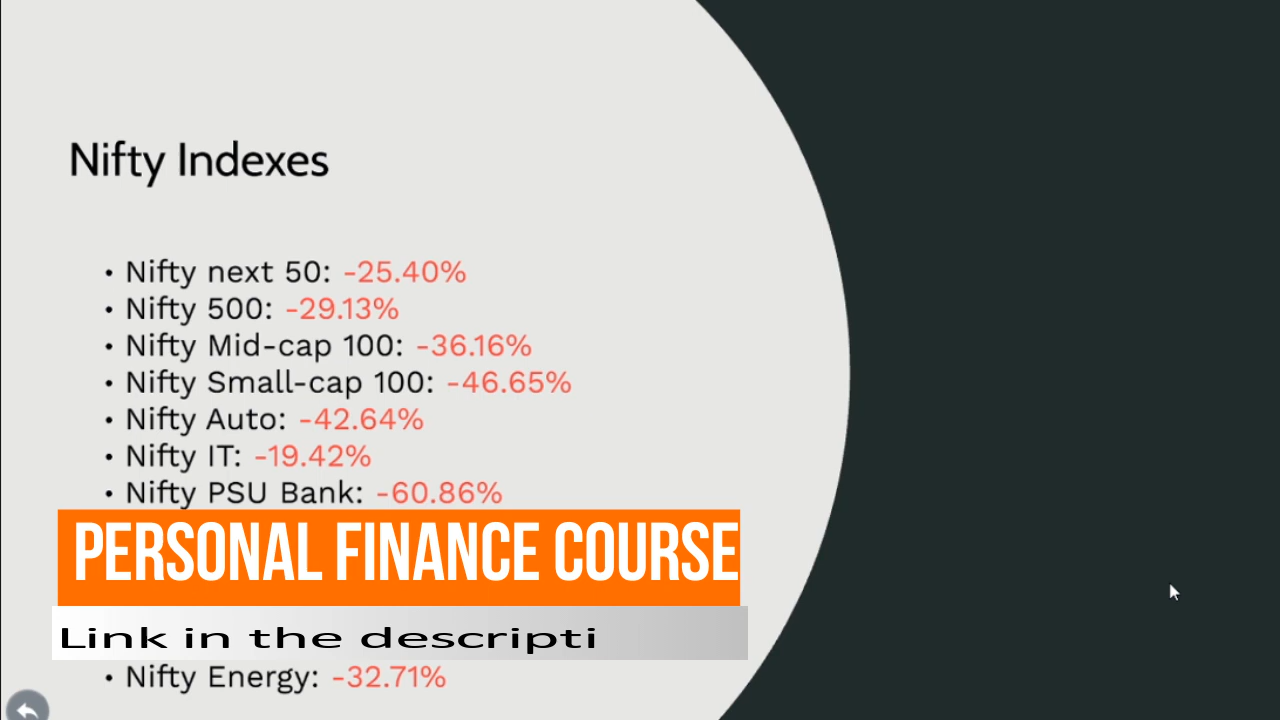 Nifty Indexes
• Nifty next 50: -25.40%
• Nifty 500: -29.13%
• Nifty Mid-cap 100: -36.16%
• Nifty Small-cap 100: -46.65%
• Nifty Auto: -42.64%
• Nifty IT: -19.42%
• Nifty PSU Bank: -60.86%
PERSONAL FINANCE COURSE
Link in the descripti
• Nifty Energy: -32.71%